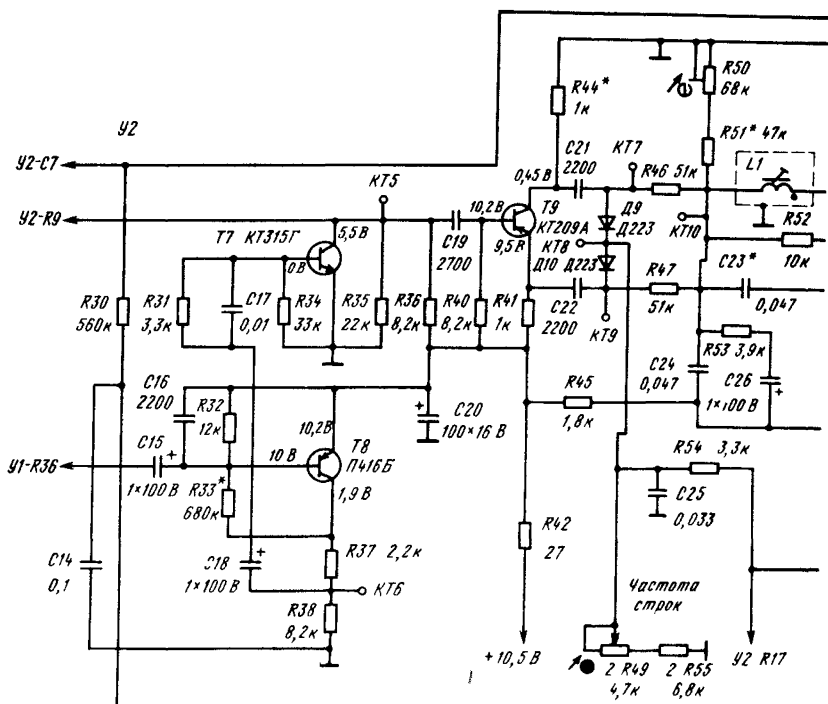 R50
68к
R44*
1к
У2
R51* 47к
L1
У2-С7
С21
2200
КТ7
R46 51к
КТ5
0,45 В
R52
10к
У2-R9
10,2В
Т9
Д9
Д223
КТ10
Т7 КТ315Г
5,5В
С19
2700
КТ209А
9,5В
КТ8
Д10 Д223
R47
51к
С23*
0,047
0В
R30
560к
R31
3,3к
С17
0,01
R34
33к
R35
22к
R36
8,2к
R40
8,2к
R41
1к
С22
2200
КТ9
R53 3,9к
С24
0,047
С26
1×100 В
С16
2200
R32
12к
+
С20
100×16 В
R45
1,8к
+
10,2В
Т8
П416Б
С15
+
10 В
У1-R36
1×100 В
R33*
680к
1,9 В
R54 3,3к
С25
0,033
R42
27
С14
0,1
С18
+
1×100 В
R37 2,2к
КТ6
R38
8,2к
Частота
строк
+10,5 В
2 R49
4,7к
2 R55
6,8к
У2 R17